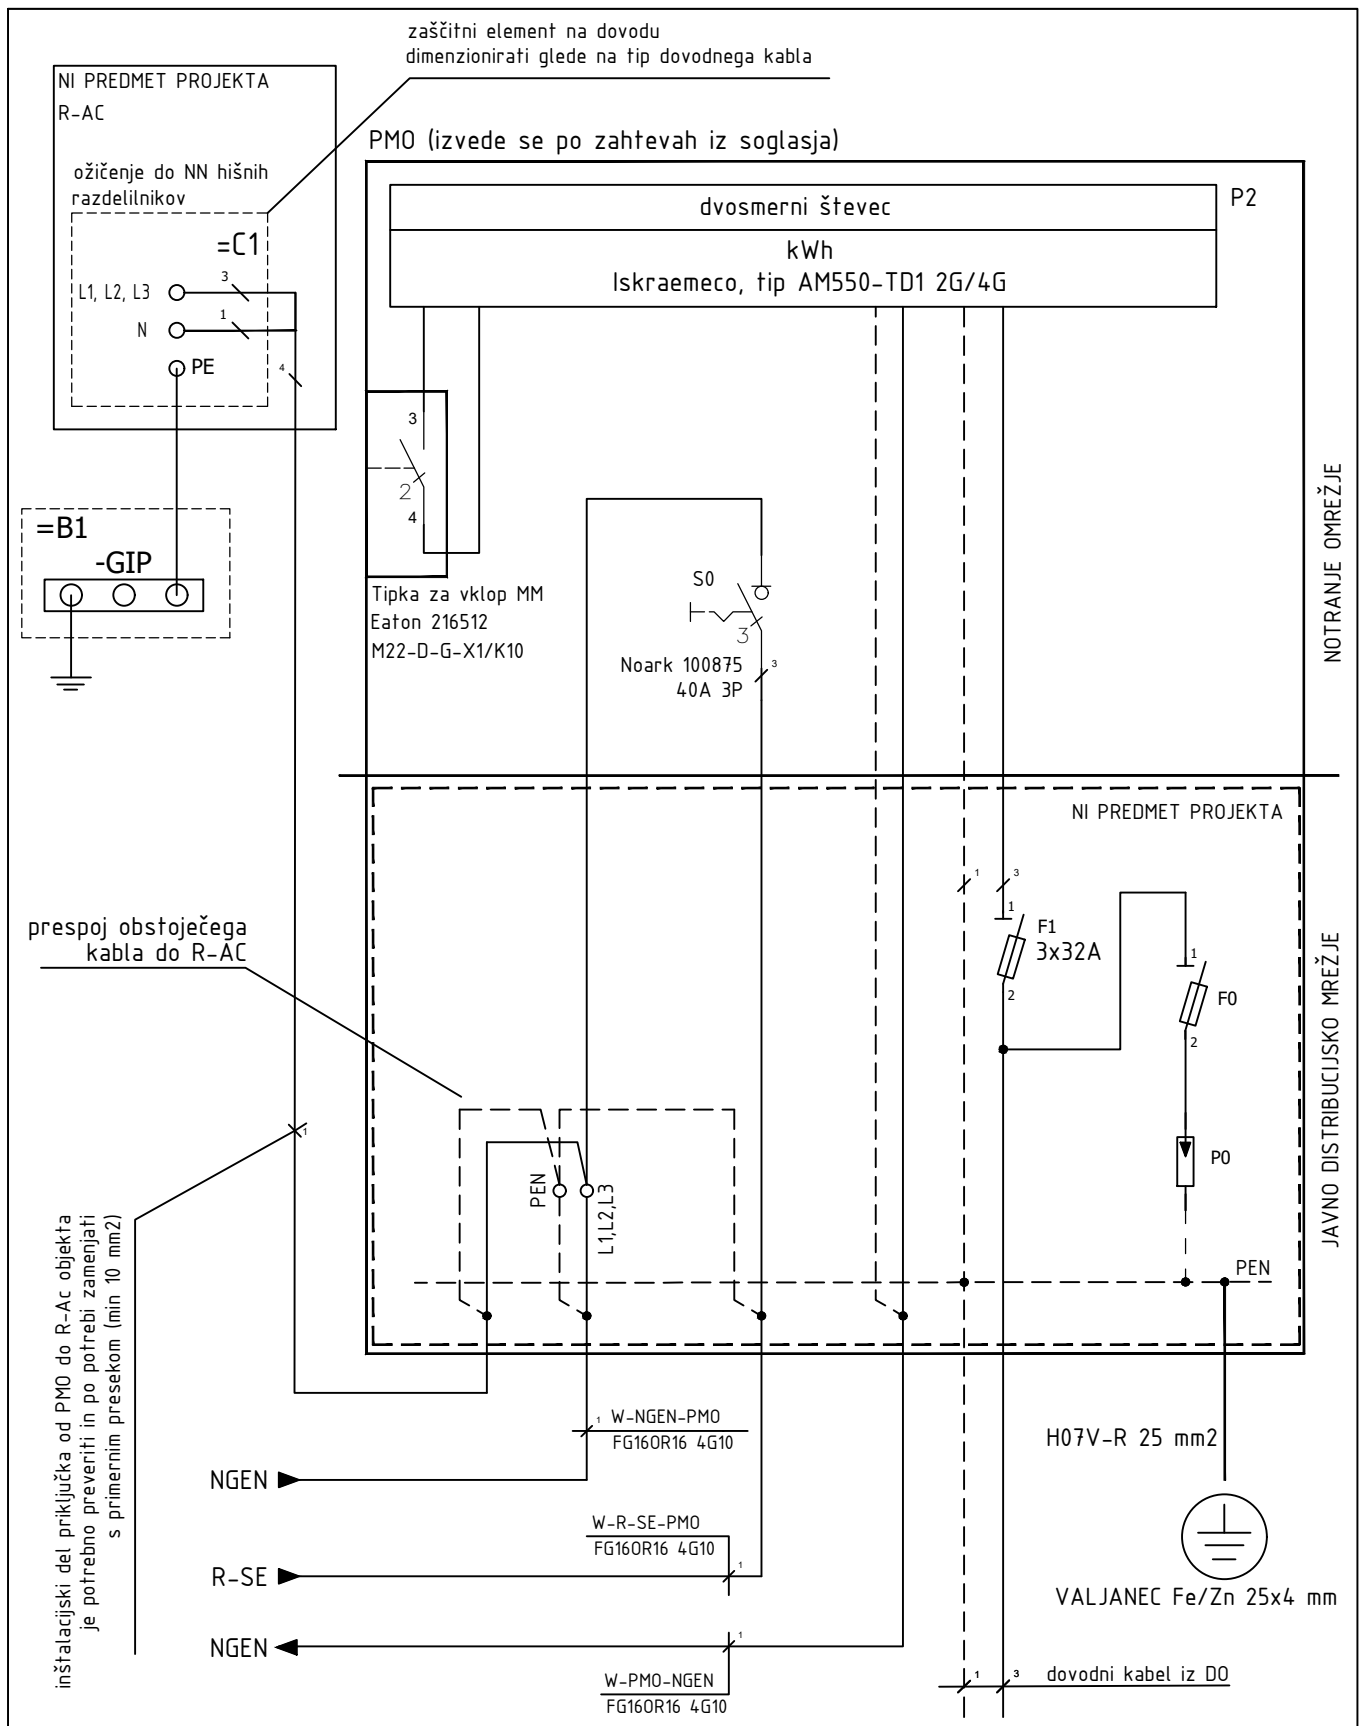 zaščitni element na dovodu
dimenzionirati glede na tip dovodnega kabla
NI PREDMET PROJEKTA
R-AC
ožičenje do NN hišnih
razdelilnikov
=C1
L1, L2, L3
3
N
1
PE
4
=B1
-GIP
PMO (izvede se po zahtevah iz soglasja)
dvosmerni števec
P2
kWh
Iskraemeco, tip AM550-TD1 2G/4G
3
2
4
Tipka za vklop MM
Eaton 216512
M22-D-G-X1/K10
S0
3
Noark 100875
40A 3P
3
NOTRANJE OMREŽJE
NI PREDMET PROJEKTA
1
3
1
F1
3x32A
2
1
F0
2
P0
PEN
JAVNO DISTRIBUCIJSKO MREŽJE
prespoj obstoječega
kabla do R-AC
PEN
L1,L2,L3
1
inštalacijski del priključka od PMO do R-Ac objekta
je potrebno preveriti in po potrebi zamenjati
s primernim presekom (min 10 mm2)
1
W-NGEN-PMO
FG16OR16 4G10
NGEN
W-R-SE-PMO
FG16OR16 4G10
1
R-SE
NGEN
1
W-PMO-NGEN
FG16OR16 4G10
H07V-R 25 mm2
VALJANEC Fe/Zn 25x4 mm
1
3
dovodni kabel iz DO